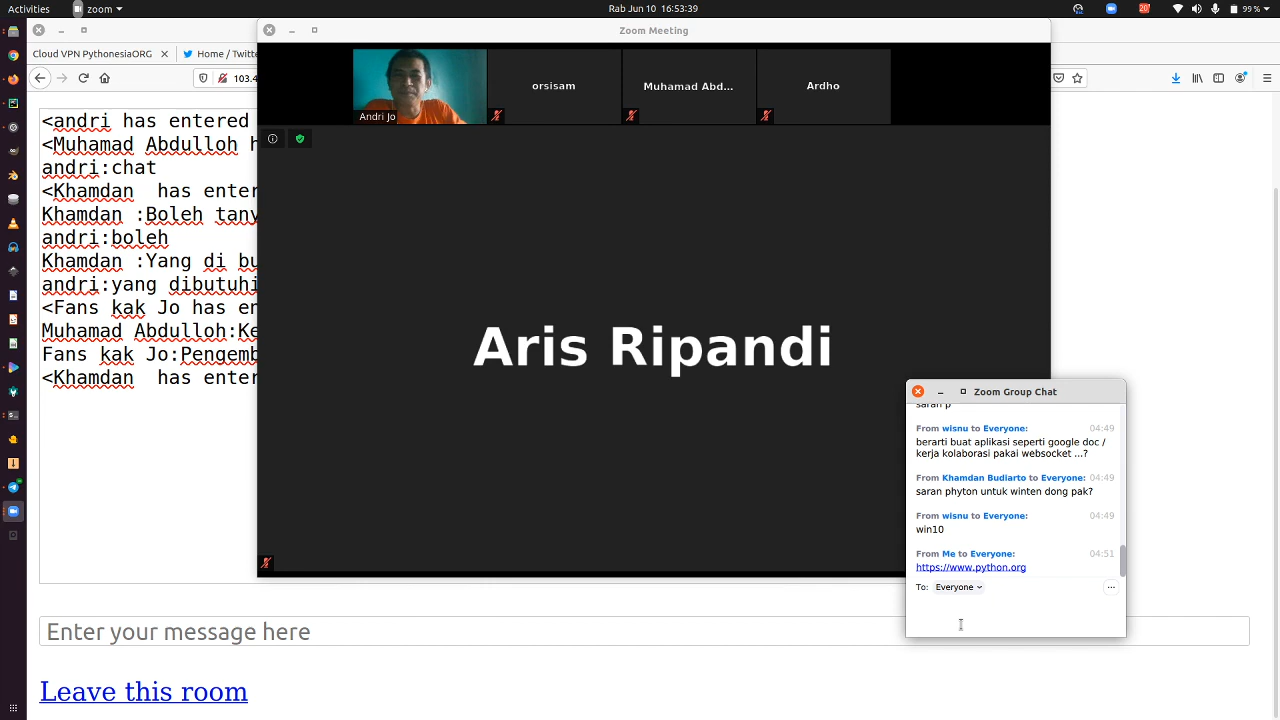 Activities
zoom
Rab Jun 10 16:53:39
20
99 %
Zoom Meeting
Cloud VPN PythonesiaORG
Home / Twitte
103.4
orsisam
Muhamad Abd...
Ardho
Andri Jo
<andri has entered
<Muhamad Abdulloh h
andri:chat
<Khamdan has enter
Khamdan :Boleh tany
andri:boleh
Khamdan :Yang di bu
andri:yang dibutuhi
<Fans kak Jo has en
Muhamad Abdulloh:Ke
Fans kak Jo:Pengemb
<Khamdan has enter
Aris Ripandi
Zoom Group Chat
saran p
From wisnu to Everyone: 04:49
berarti buat aplikasi seperti google doc /
kerja kolaborasi pakai websocket ...?
From Khamdan Budiarto to Everyone: 04:49
saran phyton untuk winten dong pak?
From wisnu to Everyone: 04:49
win10
From Me to Everyone: 04:51
https://www.python.org
To: Everyone
Enter your message here
Leave this room